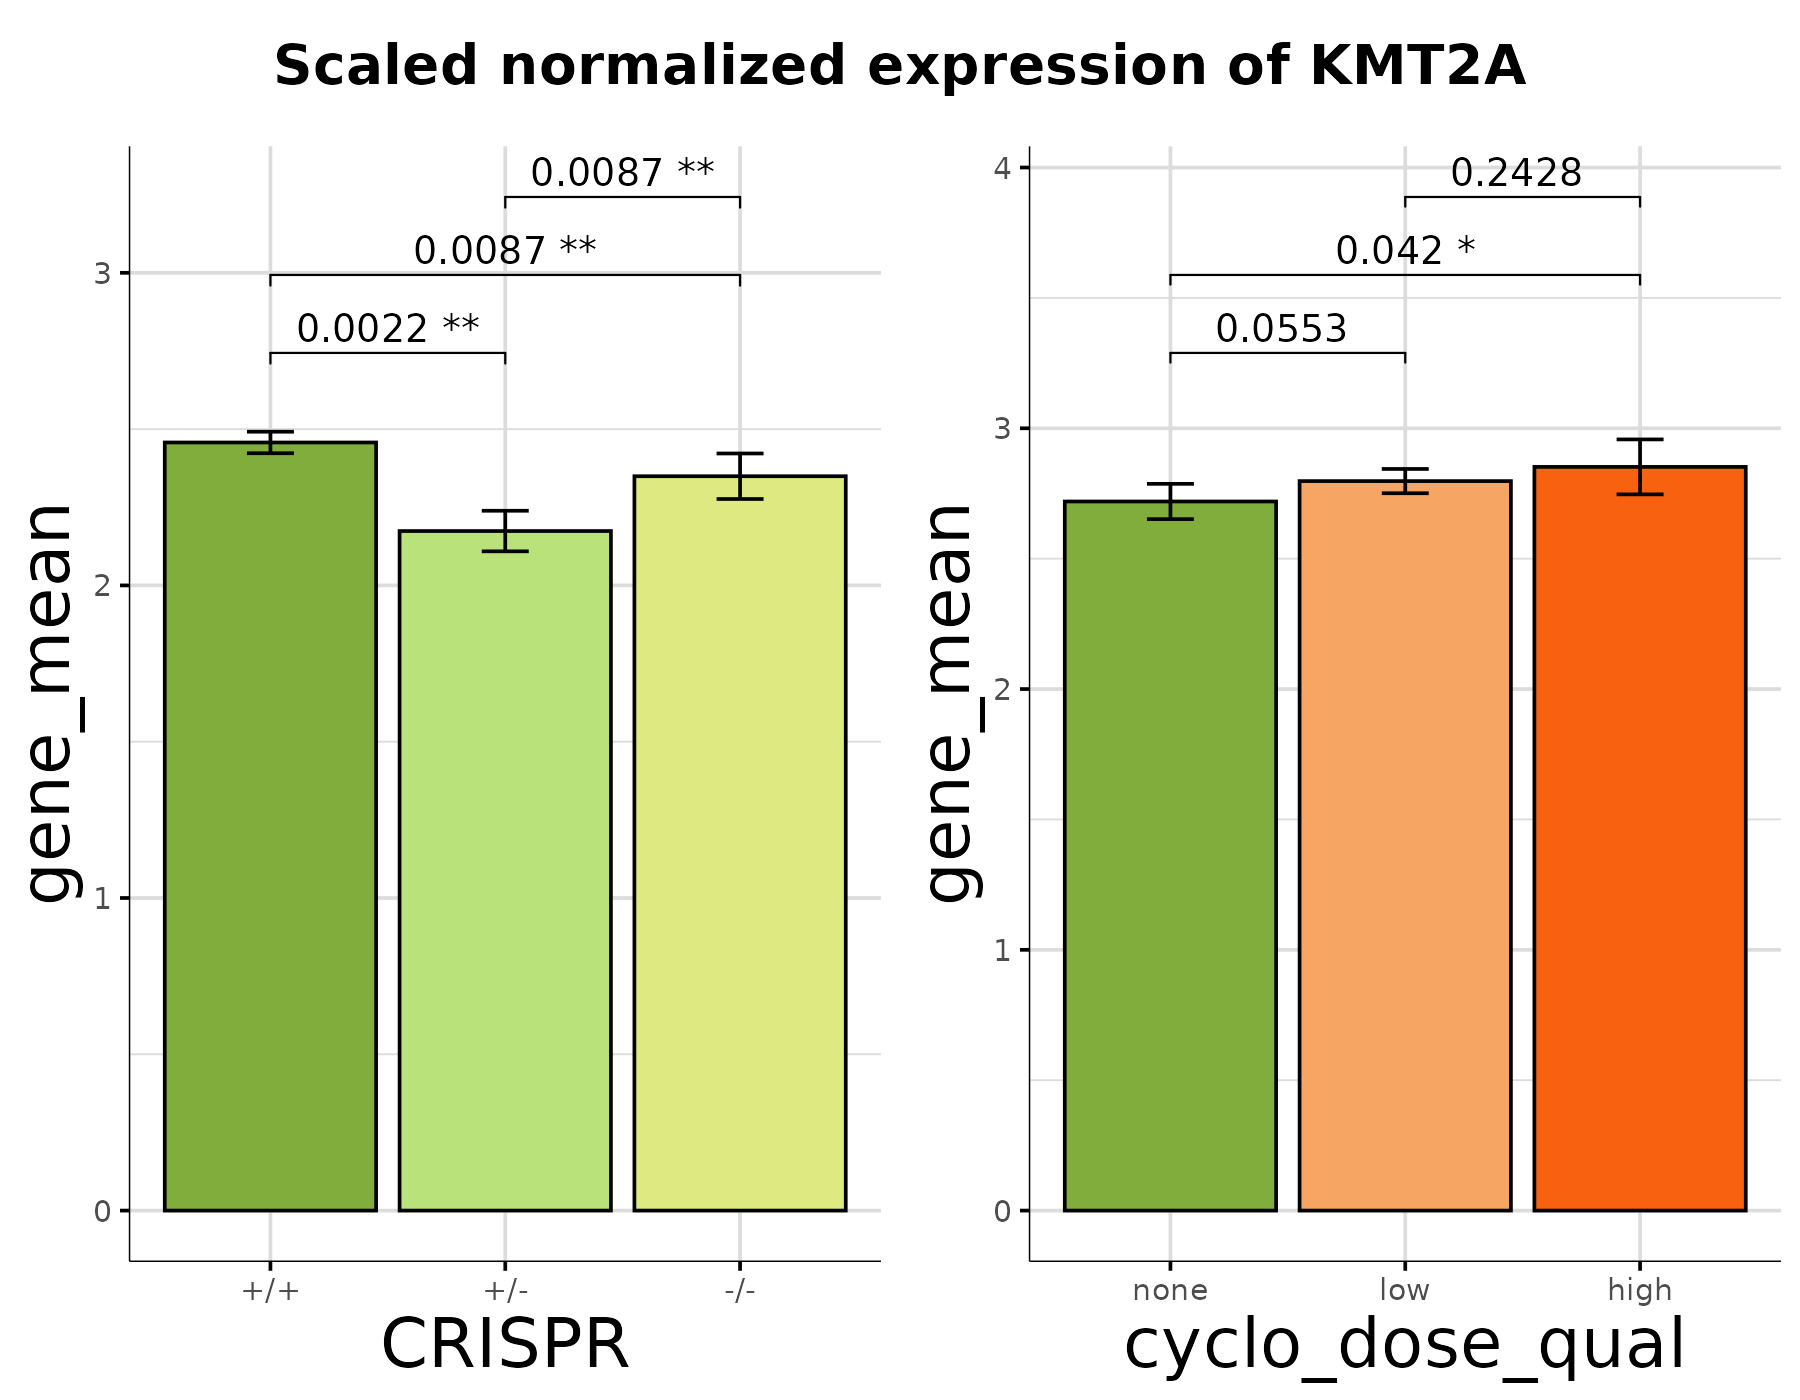 Scaled normalized expression of KMT2A
gene_mean
3
2
1
0
0.0087 **
0.0087 **
0.0022 **
+/+ +/- -/-
CRISPR
gene_mean
4
3
2
1
0
0.2428
0.042 *
0.0553
none low high
cyclo_dose_qual